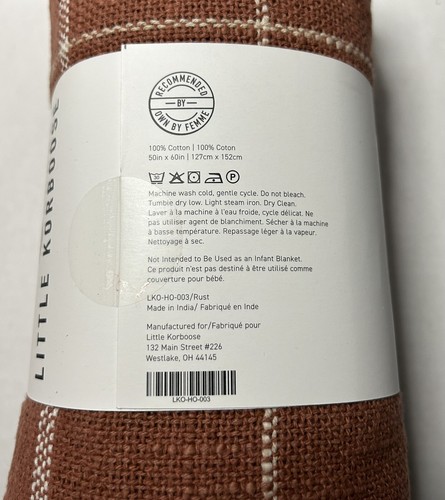 RECOMMENDED
BY
OWN BY FEMME
100% Cotton | 100% Coton
50in x 60in | 127cm x 152cm
30
P
Machine wash cold, gentle cycle. Do not bleach.
Tumble dry low. Light steam iron. Dry Clean.
Laver à la machine à l'eau froide, cycle délicat. Ne
pas utiliser agent de blanchiment. Sécher à la machine
à basse température. Repassage léger à la vapeur.
Nettoyage à sec.
Not Intended to Be Used as an Infant Blanket.
Ce produit n'est pas destiné à être utilisé comme
couverture pour bébé.
LKO-HO-003/Rust
Made in India/ Fabriqué en Inde
Manufactured for/Fabriqué pour
Little Korboose
132 Main Street #226
Westlake, OH 44145
LKO-HO-003
LITTLE KORBOOSE